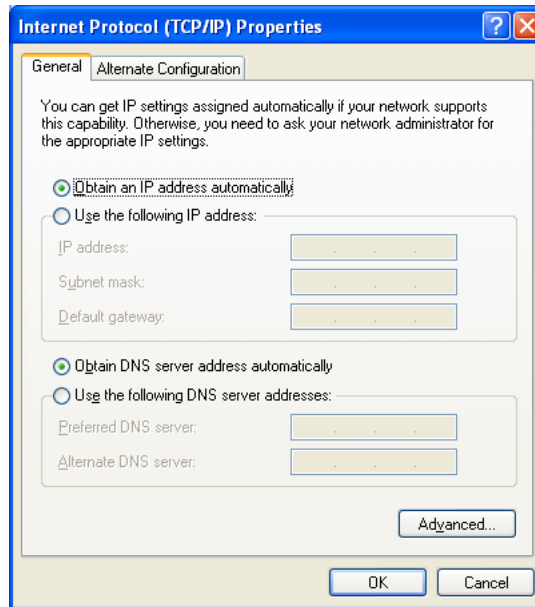 Internet Protocol (TCP/IP) Properties
General
Alternate Configuration
You can get IP settings assigned automatically if your network supports
this capability. Otherwise, you need to ask your network administrator for
the appropriate IP settings.
Obtain an IP address automatically
Use the following IP address:
IP address:
Subnet mask:
Default gateway:
Obtain DNS server address automatically
Use the following DNS server addresses:
Preferred DNS server:
Alternate DNS server:
Advanced...
OK
Cancel